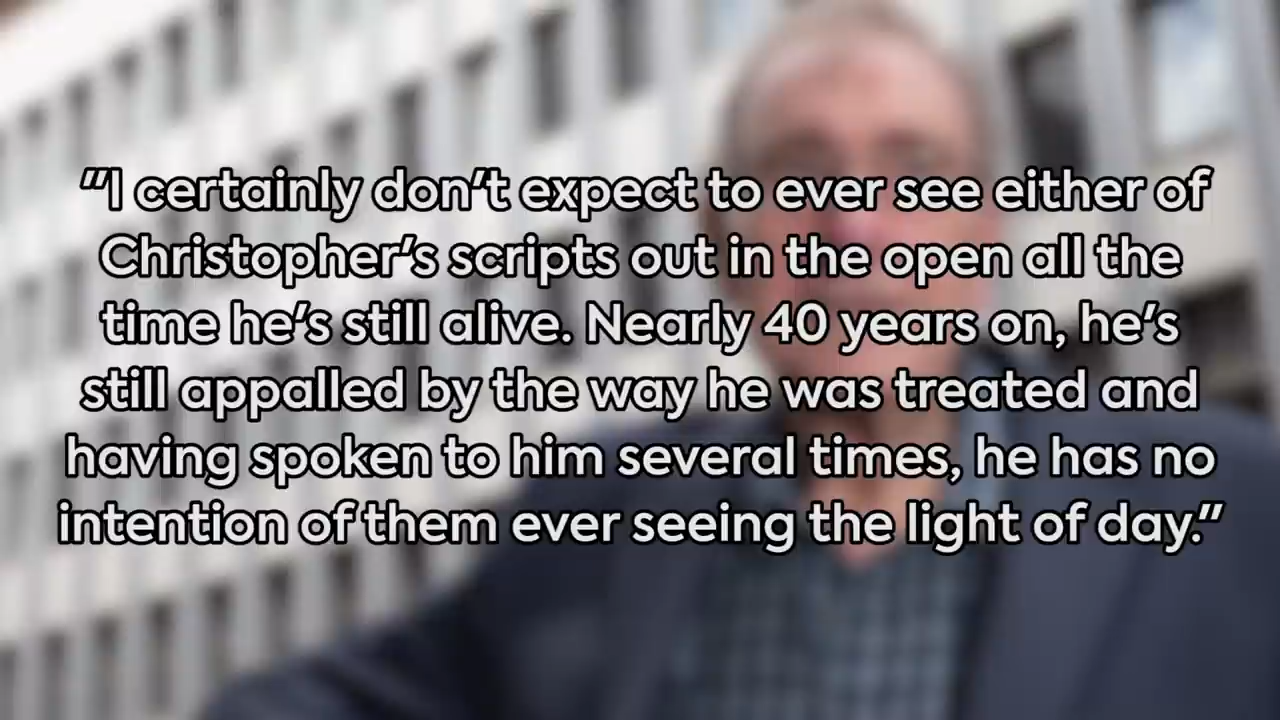 "I certainly don't expect to ever see either of
Christopher's scripts out in the open all the
time he's still alive. Nearly 40 years on, he's
still appalled by the way he was treated and
having spoken to him several times, he has no
intention of them ever seeing the light of day."